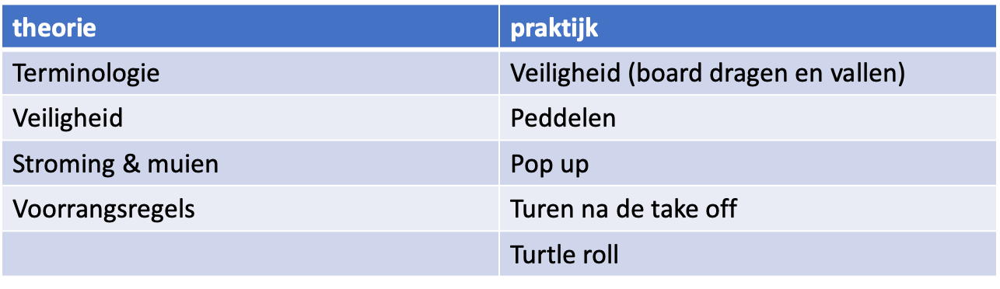 theorie praktijk
Terminologie Veiligheid (board dragen en vallen)
Veiligheid Peddelen
Stroming & muien Pop up
Voorrangsregels Turen na de take off
Turtle roll